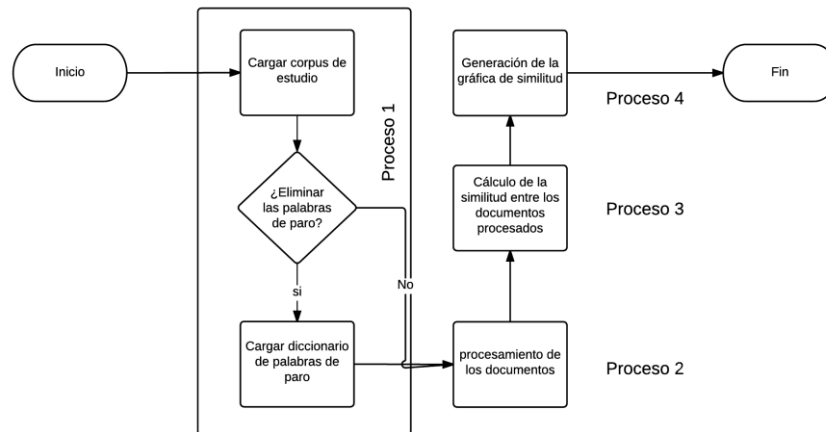 Inicio
Cargar corpus de
estudio
Proceso 1
¿Eliminar
las palabras
de paro?
si
No
Cargar diccionario
de palabras de
paro
procesamiento de
los documentos
Proceso 2
Cálculo de la
similitud entre los
documentos
procesados
Proceso 3
Generación de la
gráfica de similitud
Proceso 4
Fin